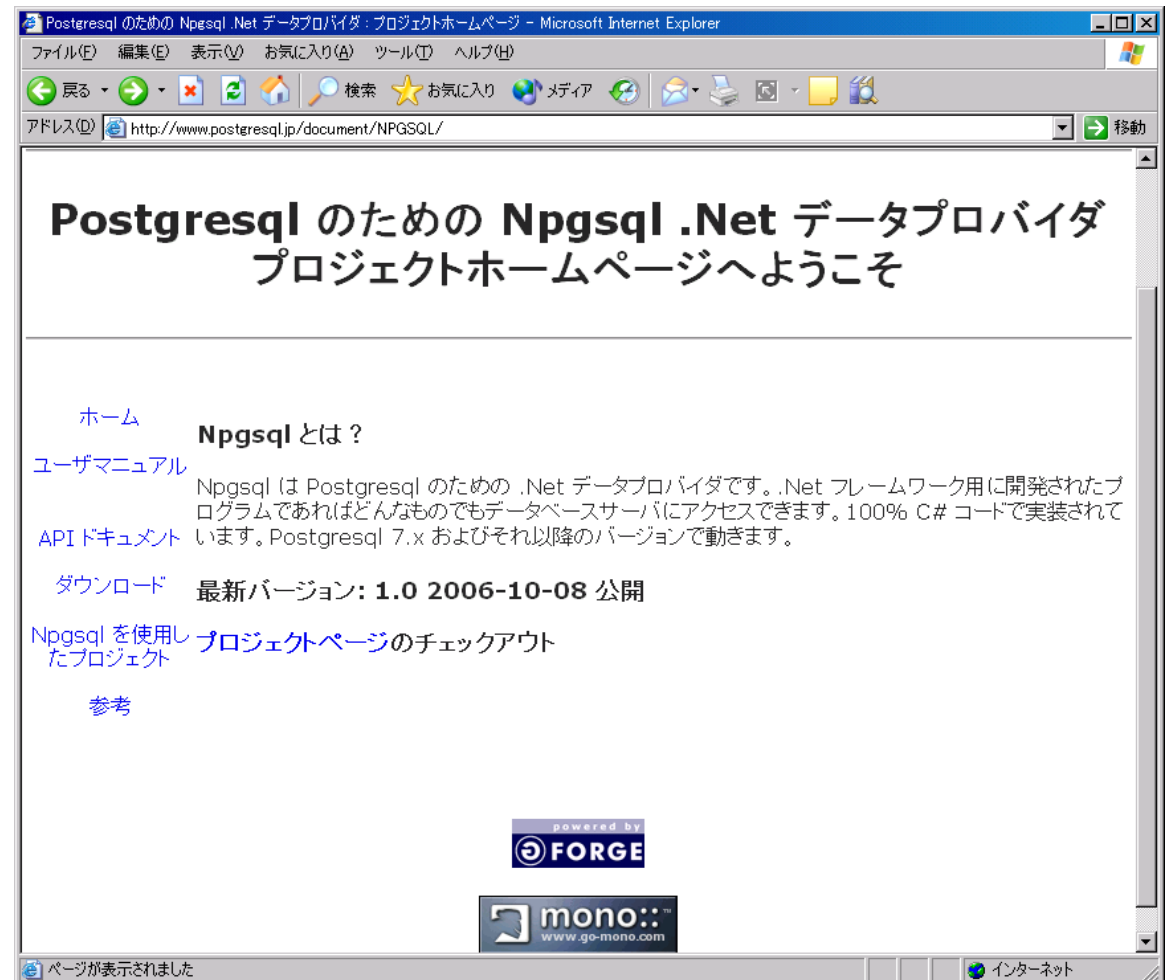 Postgresql のための Npgsql .Net データプロバイダ : プロジェクトホームページ - Microsoft Internet Explorer
ファイル(F) 編集(E) 表示(V) お気に入り(A) ツール(T) ヘルプ(H)
戻る 検索 お気に入り メディア
アドレス(D) http://www.postgresql.jp/document/NPGSQL/ 移動
Postgresql のための Npgsql .Net データプロバイダ
プロジェクトホームページへようこそ
ホーム
ユーザマニュアル
API ドキュメント
ダウンロード
Npgsql を使用し
たプロジェクト
参考
Npgsql とは？
Npgsql は Postgresql のための .Net データプロバイダです。.Net フレームワーク用に開発されたプ
ログラムであればどんなものでもデータベースサーバにアクセスできます。100% C# コードで実装されて
います。Postgresql 7.x およびそれ以降のバージョンで動きます。
最新バージョン: 1.0 2006-10-08 公開
プロジェクトページのチェックアウト
powered by
GFORGE
mono::™
www.go-mono.com
ページが表示されました インターネット